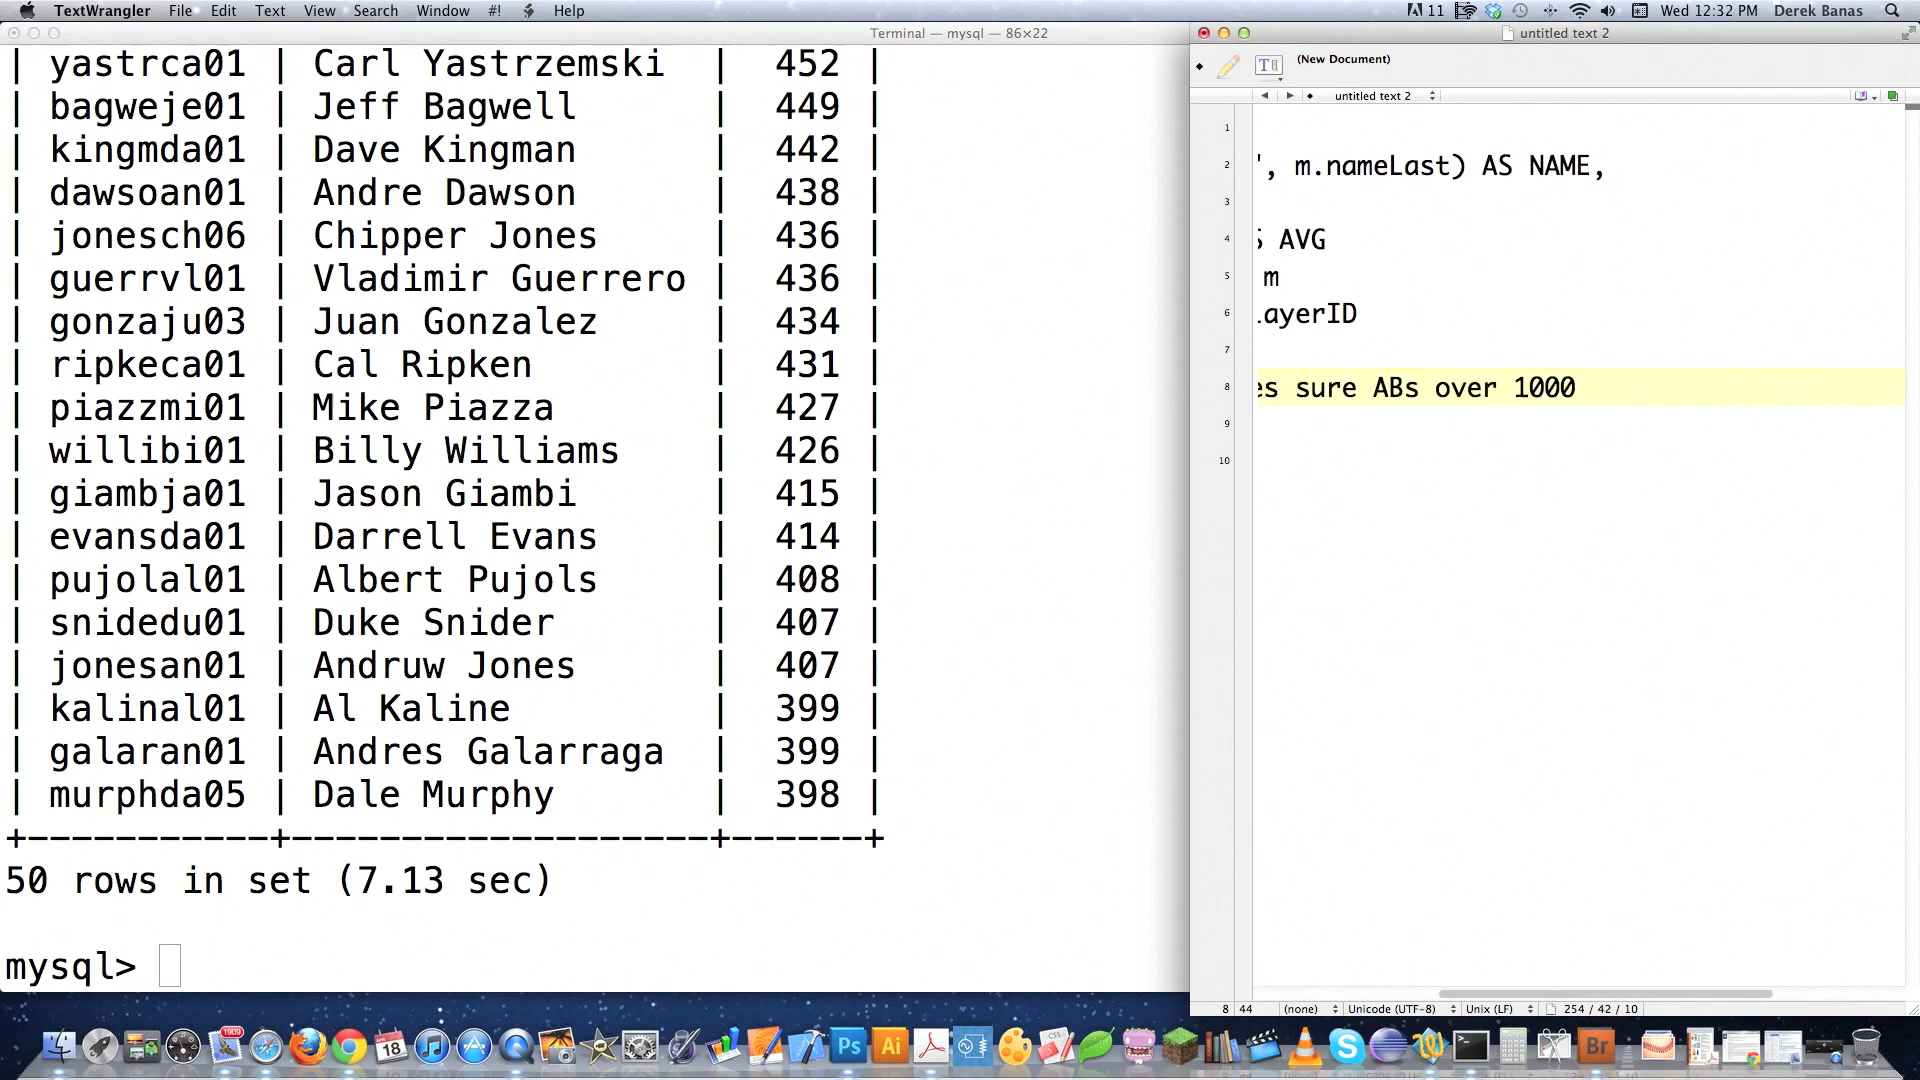 TextWrangler File Edit Text View Search Window #! Help 11 Wed 12:32 PM Derek Banas
Terminal — mysql — 86×22
| yastrca01 | Carl Yastrzemski | 452 |
| bagweje01 | Jeff Bagwell | 449 |
| kingmda01 | Dave Kingman | 442 |
| dawsoan01 | Andre Dawson | 438 |
| jonesch06 | Chipper Jones | 436 |
| guerrvl01 | Vladimir Guerrero | 436 |
| gonzaju03 | Juan Gonzalez | 434 |
| ripkeca01 | Cal Ripken | 431 |
| piazzmi01 | Mike Piazza | 427 |
| willibi01 | Billy Williams | 426 |
| giambja01 | Jason Giambi | 415 |
| evansda01 | Darrell Evans | 414 |
| pujolal01 | Albert Pujols | 408 |
| snidedu01 | Duke Snider | 407 |
| jonesan01 | Andruw Jones | 407 |
| kalinal01 | Al Kaline | 399 |
| galaran01 | Andres Galarraga | 399 |
| murphda05 | Dale Murphy | 398 |
+-----------+-------------------+------+
50 rows in set (7.13 sec)
mysql>
untitled text 2
(New Document)
untitled text 2
1
2 ', m.nameLast) AS NAME,
3
4 S AVG
5 m
6 layerID
7
8 es sure ABs over 1000
9
10
8 44 (none) Unicode (UTF-8) Unix (LF) 254 / 42 / 10
1909
18
Ps
Ai
CSS
Br